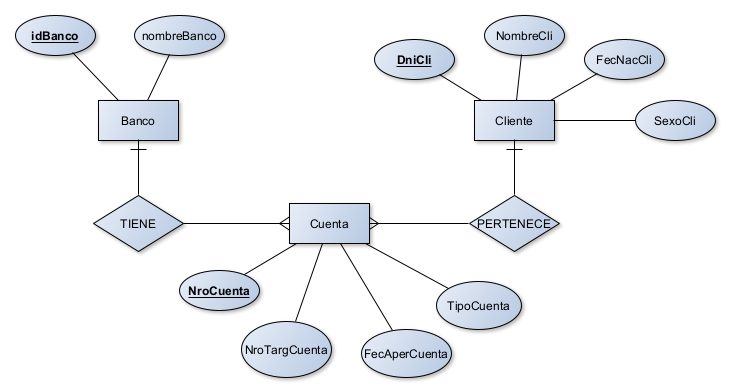 idBanco
nombreBanco
NombreCli
DniCli
FecNacCli
Banco
Cliente
SexoCli
TIENE
Cuenta
PERTENECE
NroCuenta
TipoCuenta
NroTargCuenta
FecAperCuenta